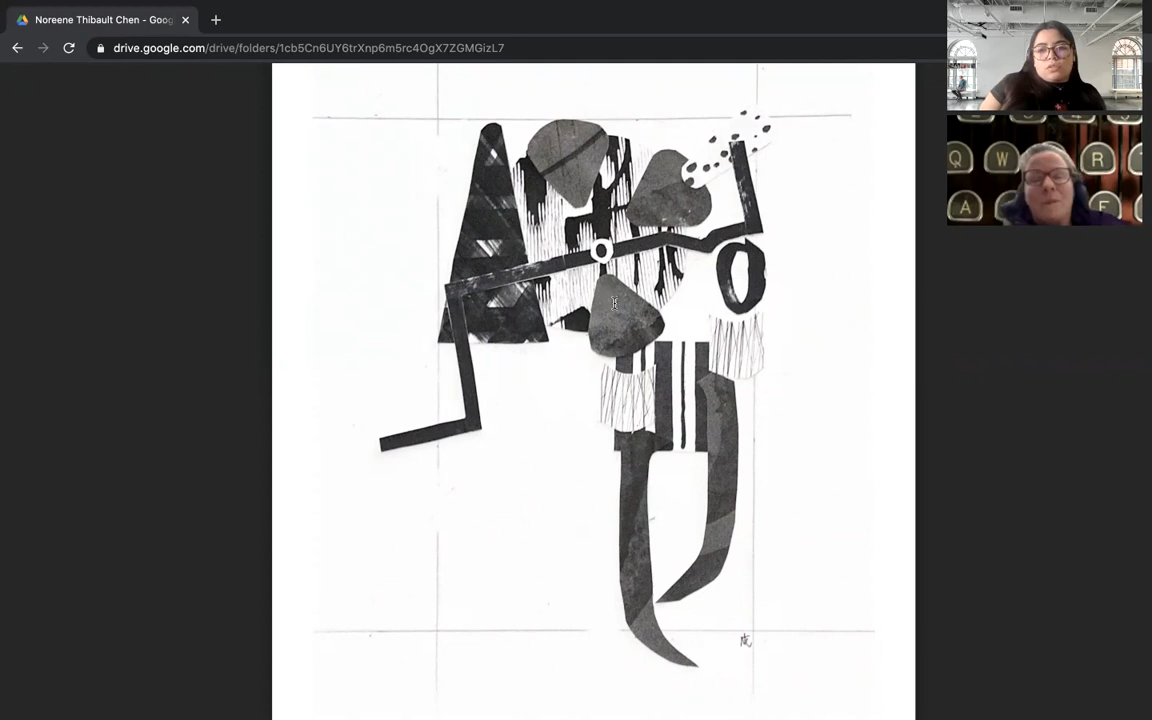 Noreene Thibault Chen - Goog
drive.google.com/drive/folders/1cb5Cn6UY6trXnp6m5rc4OgX7ZGMGizL7
Q W R
A F